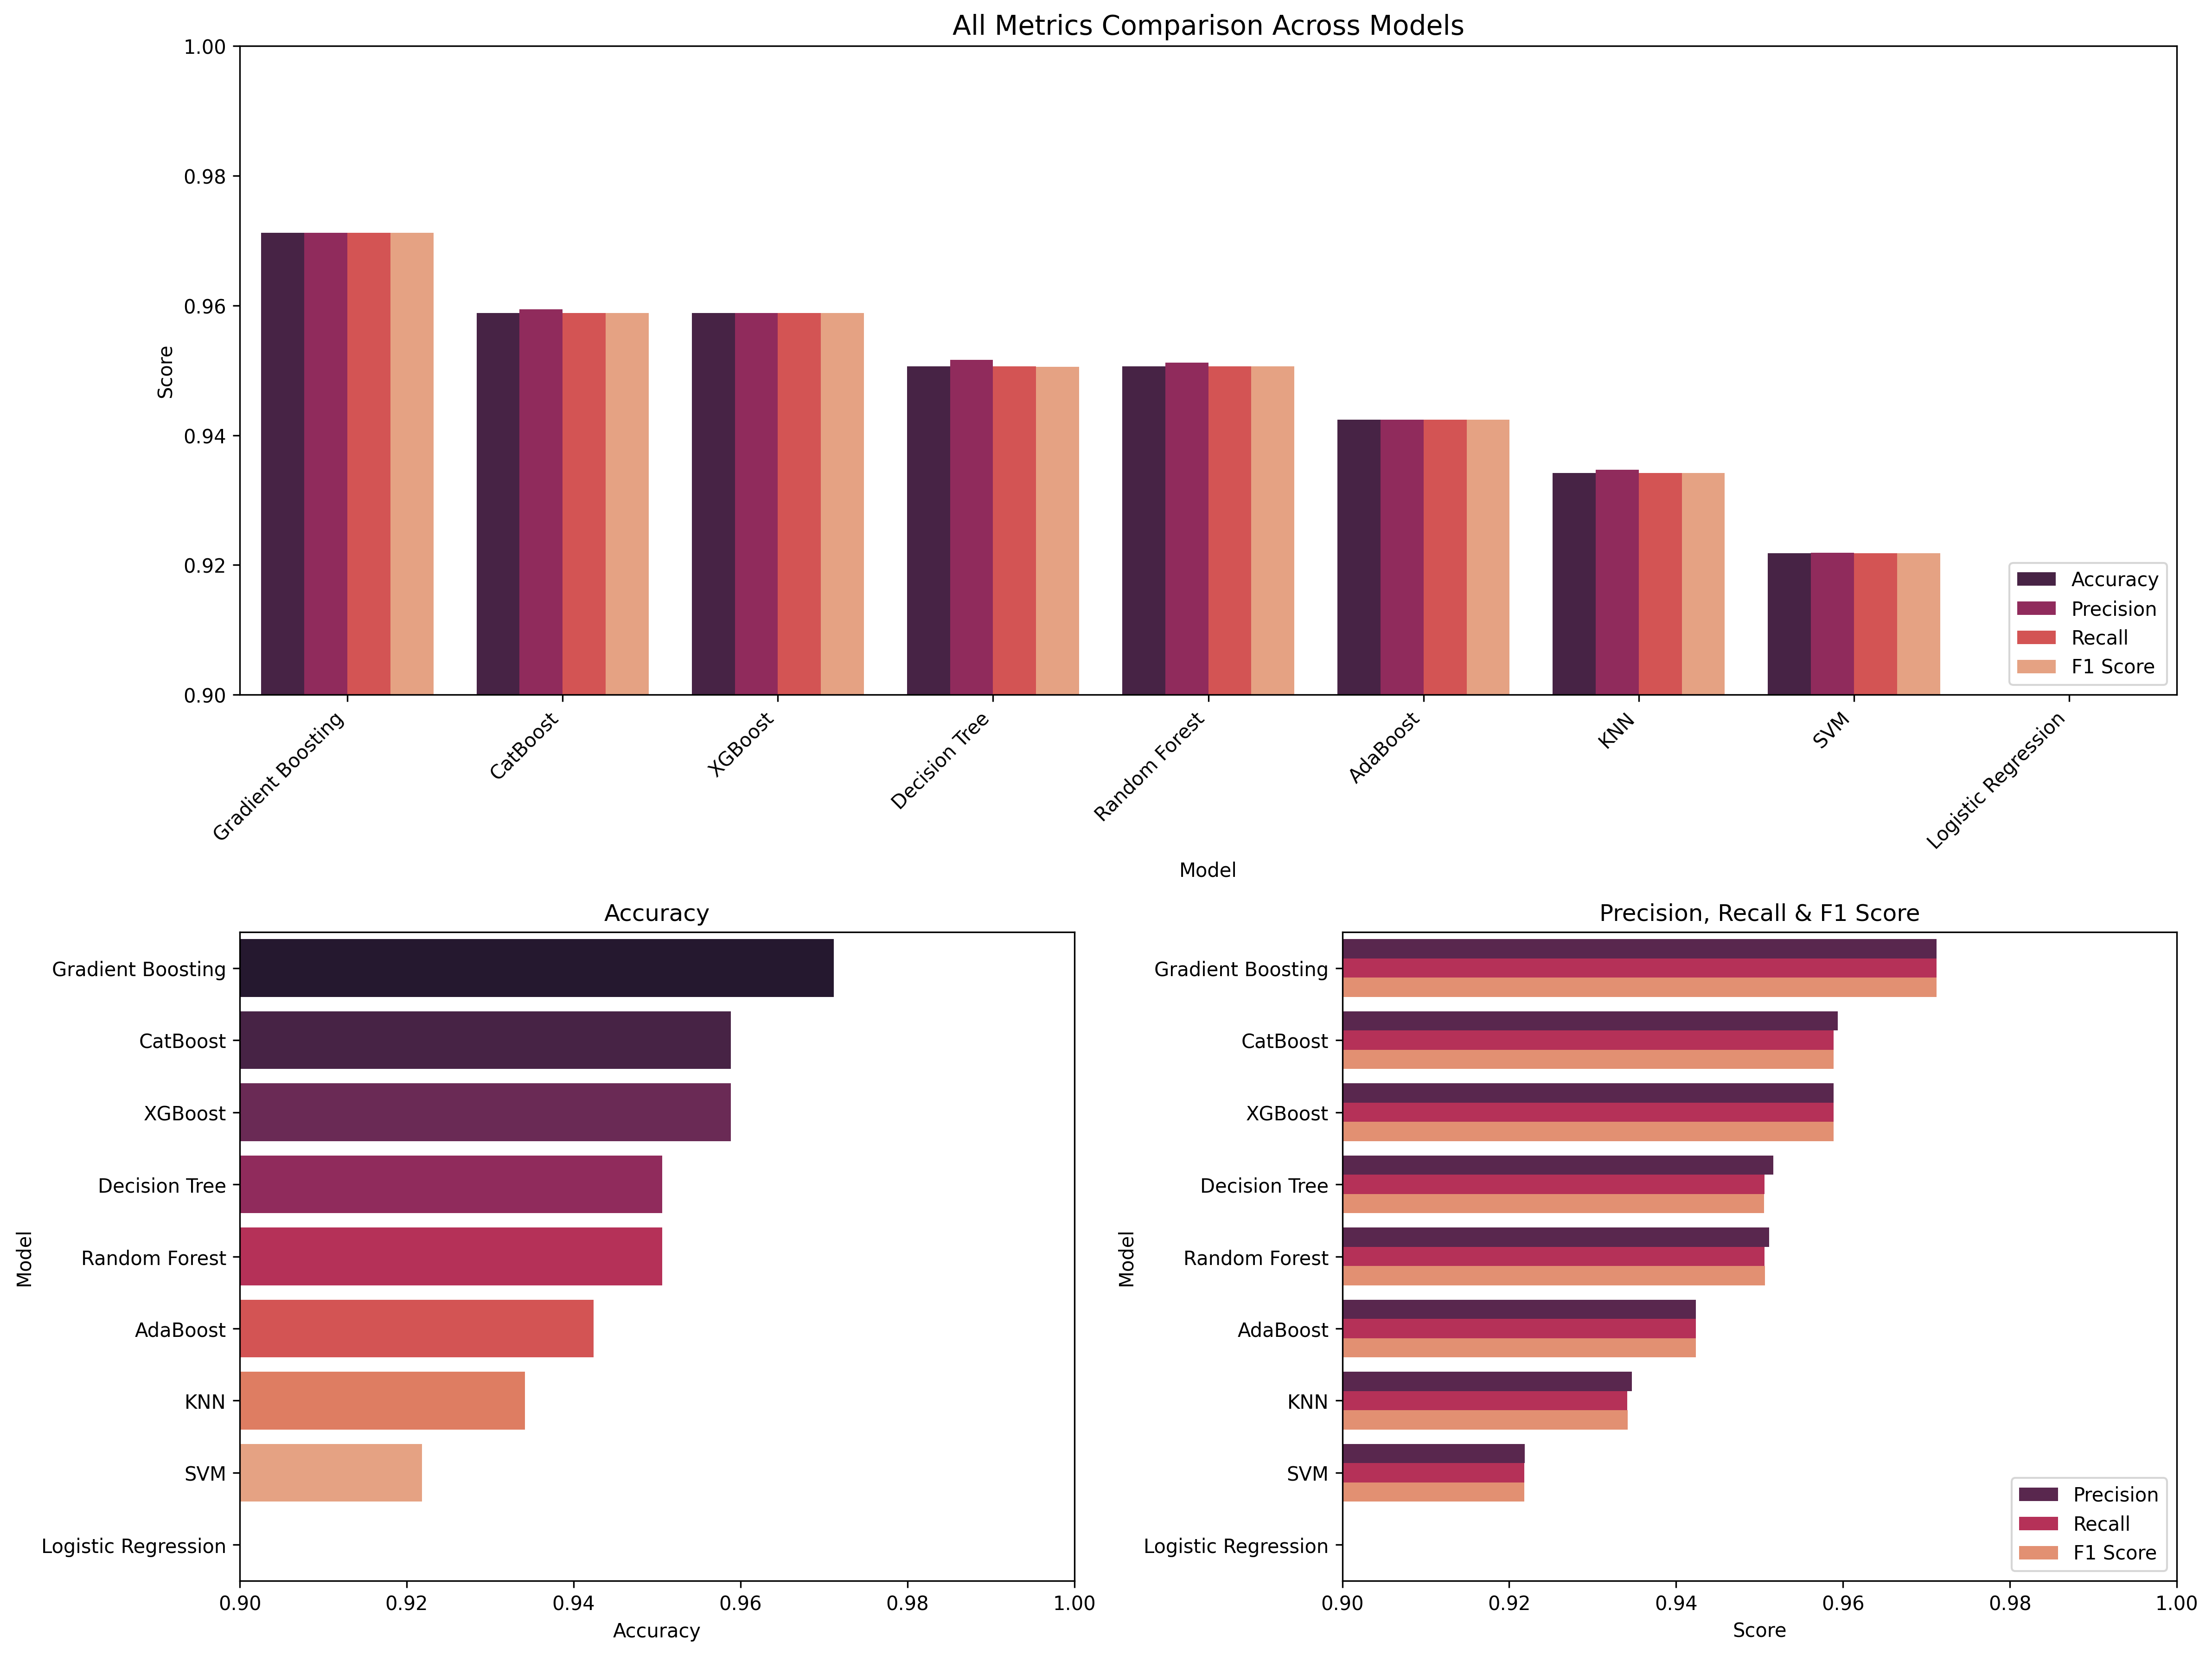 All Metrics Comparison Across Models
1.00
0.98
0.96
0.94
0.92
0.90
Score
Accuracy
Precision
Recall
F1 Score
Gradient Boosting
CatBoost
XGBoost
Decision Tree
Random Forest
AdaBoost
KNN
SVM
Logistic Regression
Model
Accuracy
Model
Gradient Boosting
CatBoost
XGBoost
Decision Tree
Random Forest
AdaBoost
KNN
SVM
Logistic Regression
0.90 0.92 0.94 0.96 0.98 1.00
Accuracy
Precision, Recall & F1 Score
Model
Gradient Boosting
CatBoost
XGBoost
Decision Tree
Random Forest
AdaBoost
KNN
SVM
Logistic Regression
Precision
Recall
F1 Score
0.90 0.92 0.94 0.96 0.98 1.00
Score